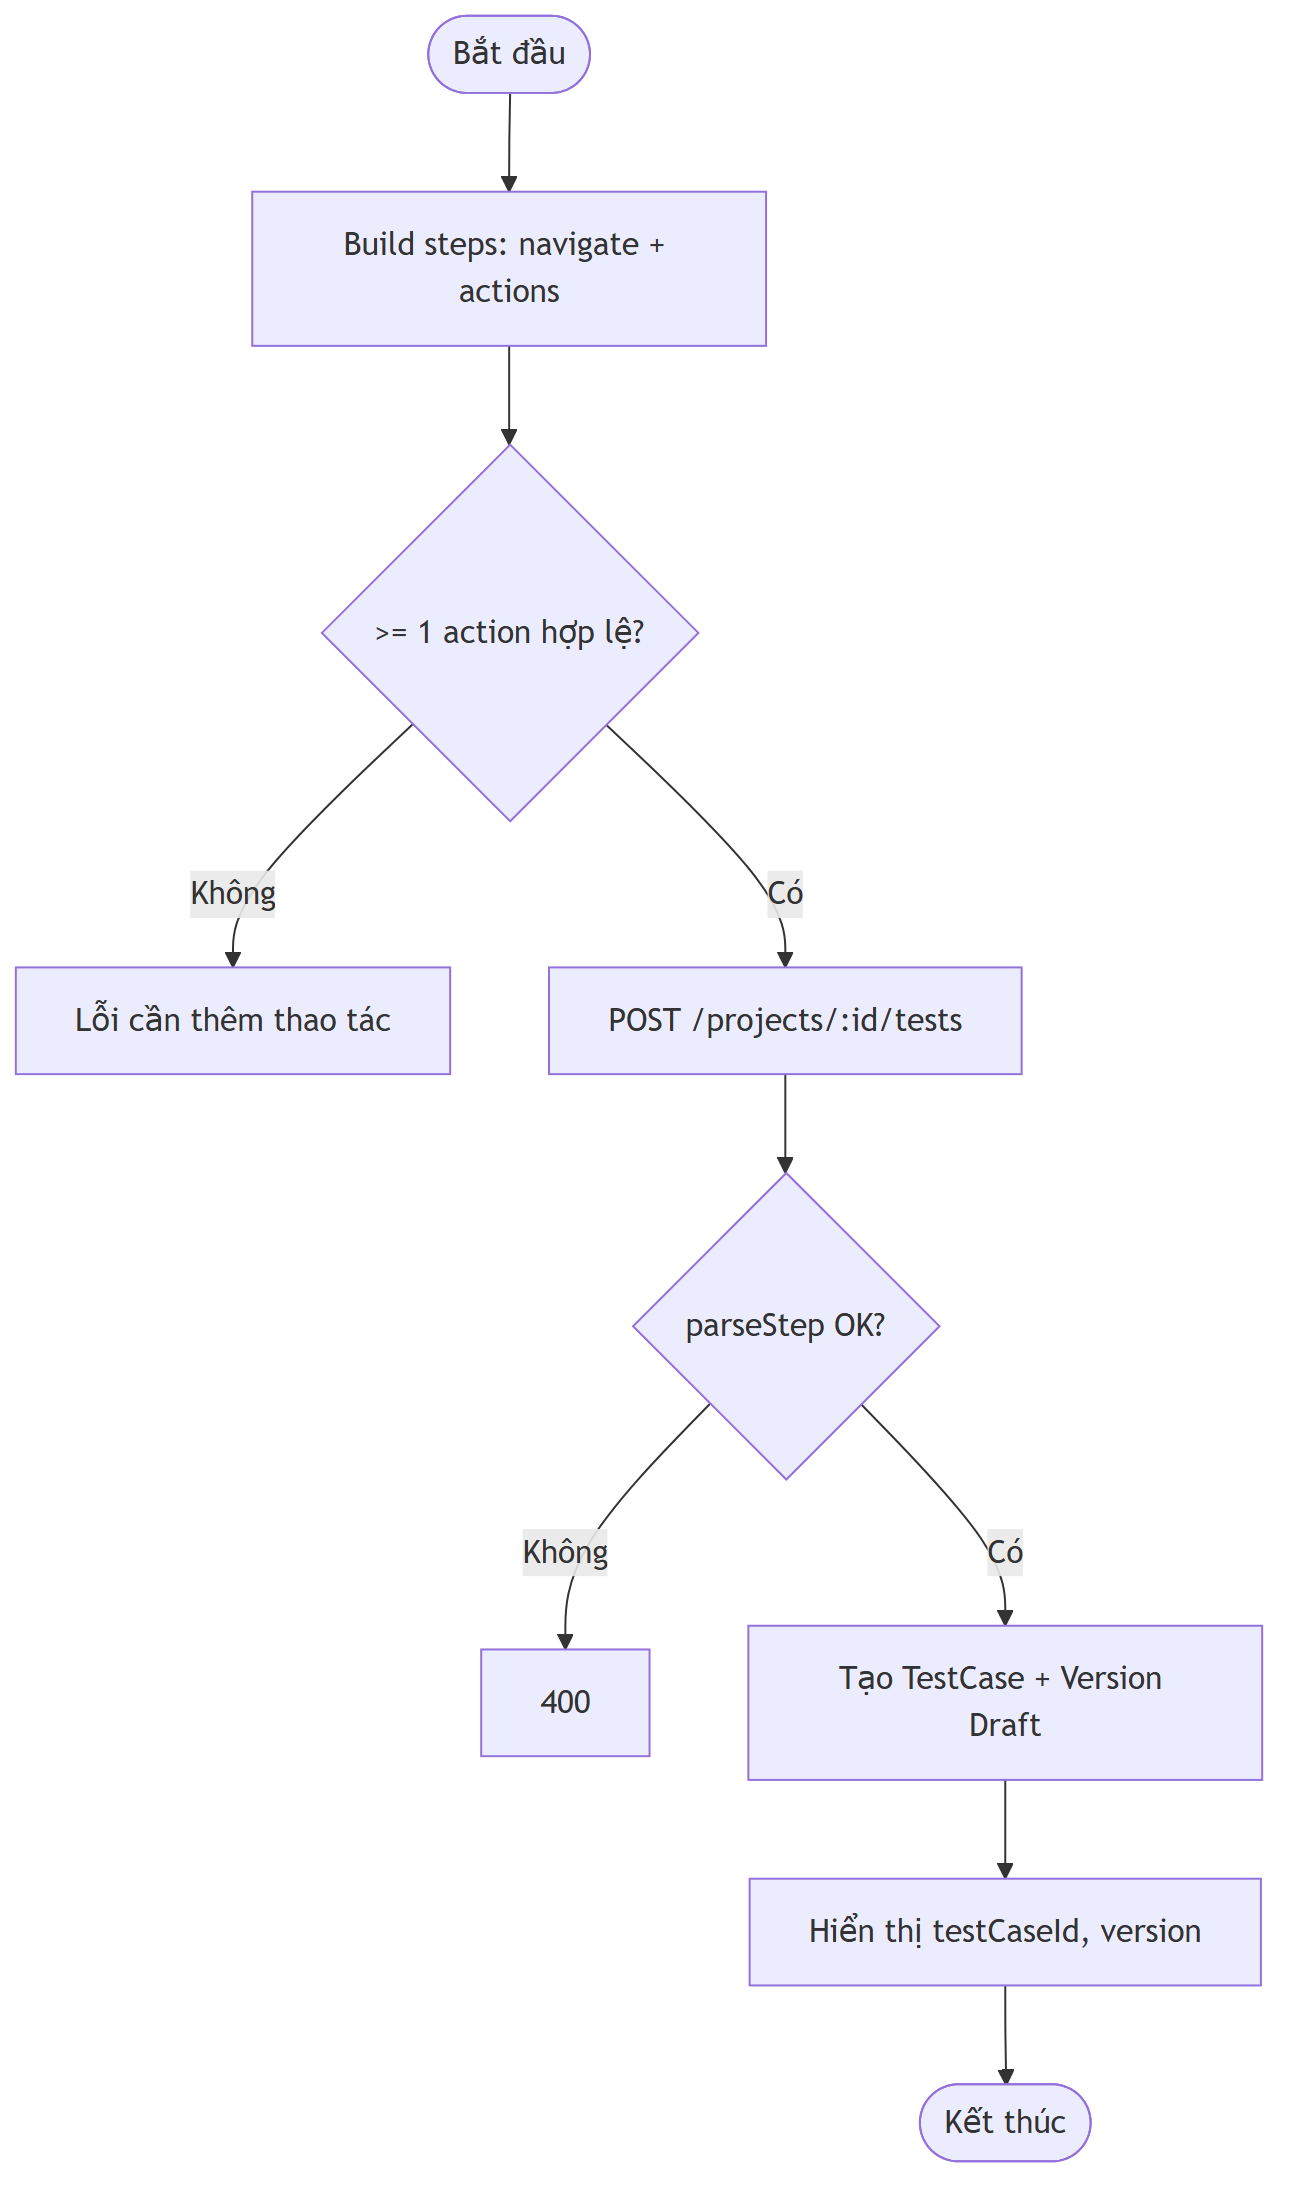 Bắt đầu
Build steps: navigate +
actions
>= 1 action hợp lệ?
Không
Có
Lỗi cần thêm thao tác
POST /projects/:id/tests
parseStep OK?
Không
Có
400
Tạo TestCase + Version
Draft
Hiển thị testCaseId, version
Kết thúc